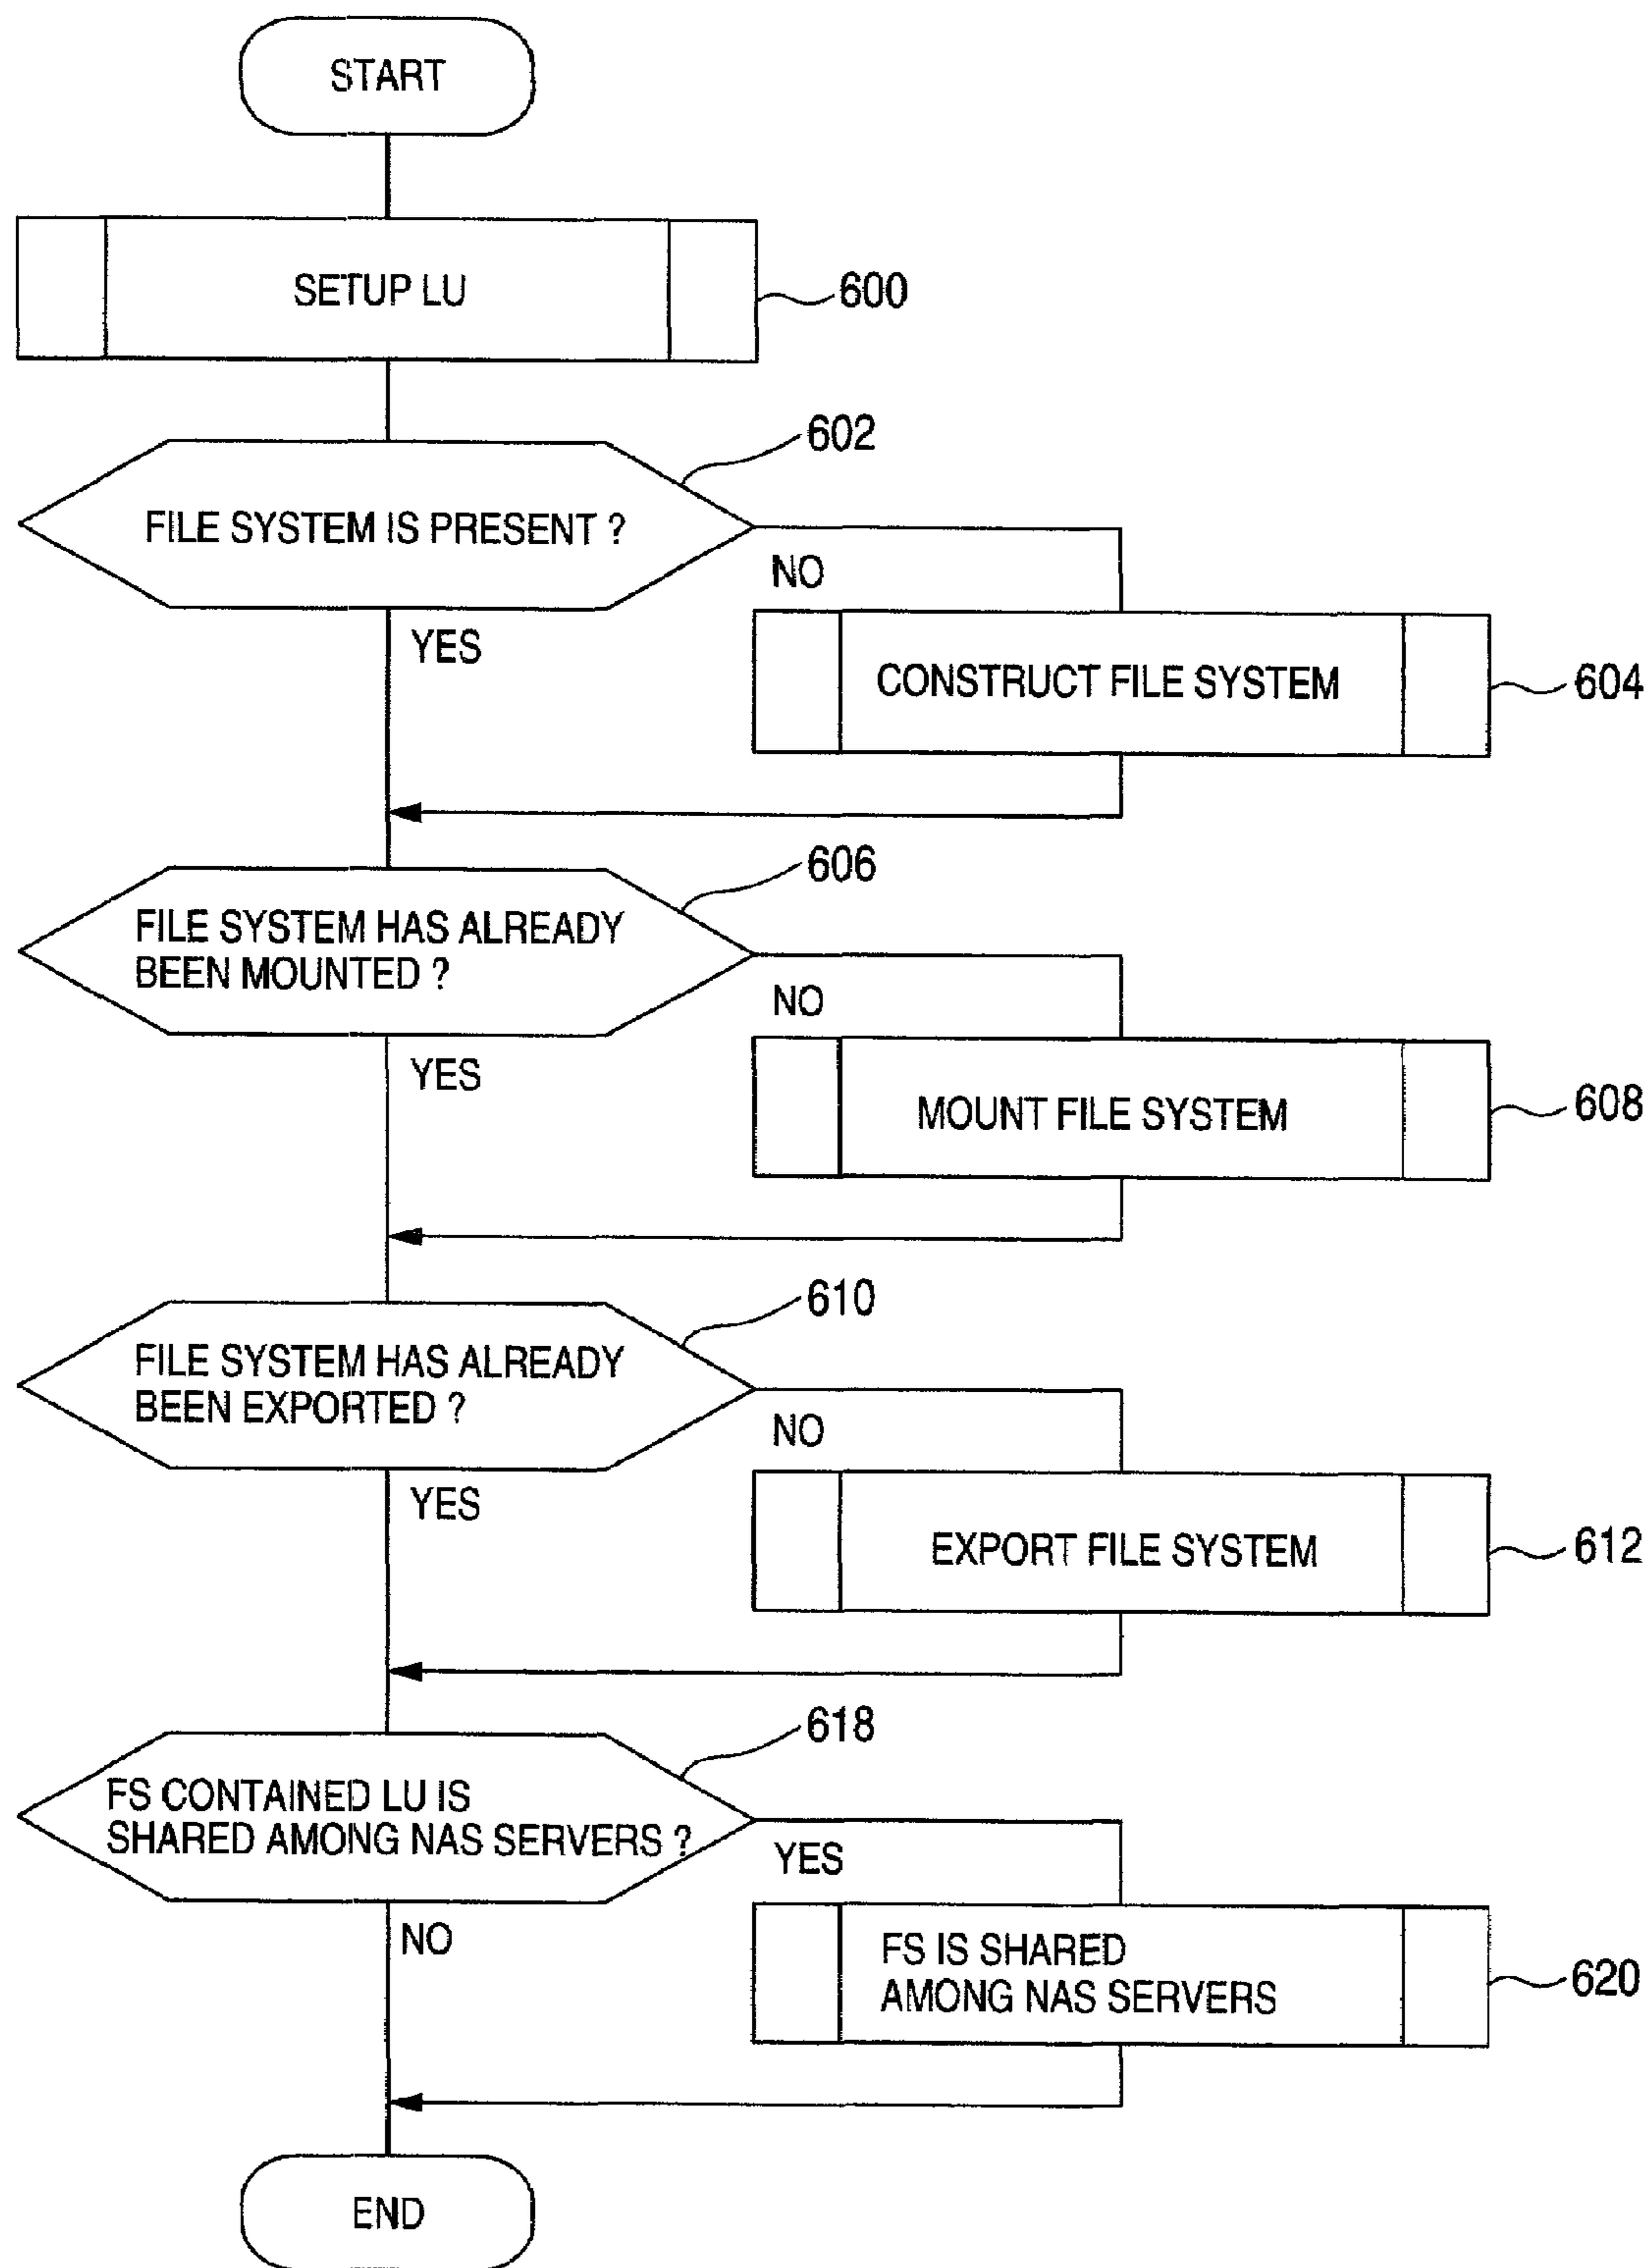 START
SETUP LU
600
602
FILE SYSTEM IS PRESENT ?
NO
YES
CONSTRUCT FILE SYSTEM
604
606
FILE SYSTEM HAS ALREADY
BEEN MOUNTED ?
NO
YES
MOUNT FILE SYSTEM
608
610
FILE SYSTEM HAS ALREADY
BEEN EXPORTED ?
NO
YES
EXPORT FILE SYSTEM
612
618
FS CONTAINED LU IS
SHARED AMONG NAS SERVERS ?
YES
NO
FS IS SHARED
AMONG NAS SERVERS
620
END